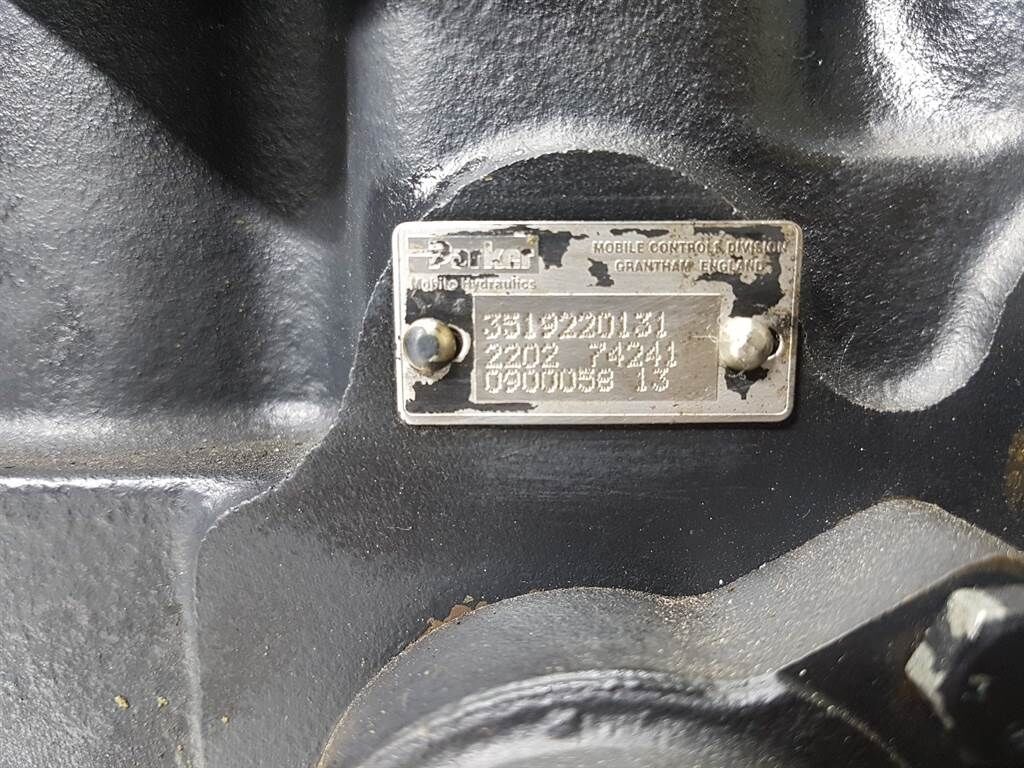 Parker
Mobile Hydraulics
MOBILE CONTROLS DIVISION
GRANTHAM ENGLAND
3519220131
2202 74241
0900058 13